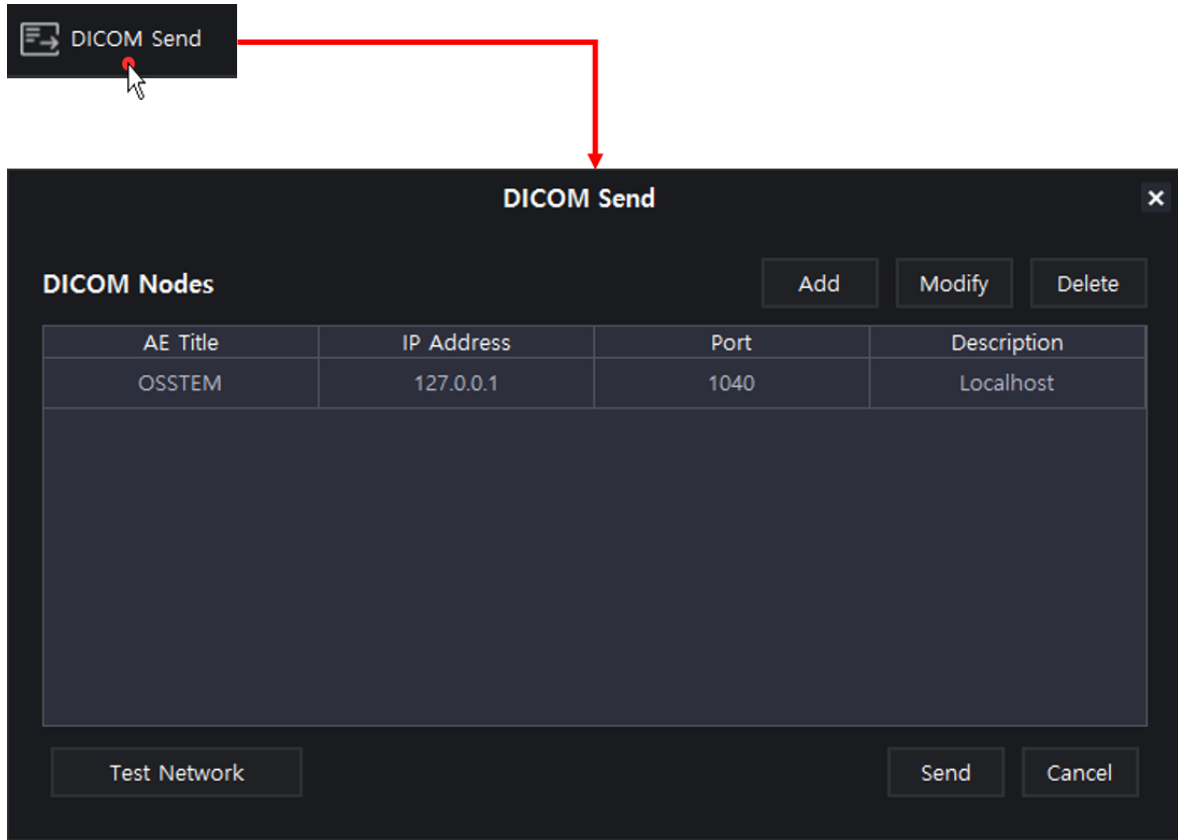 DICOM Send
DICOM Send
DICOM Nodes Add Modify Delete
AE Title IP Address Port Description
OSSTEM 127.0.0.1 1040 Localhost
Test Network Send Cancel